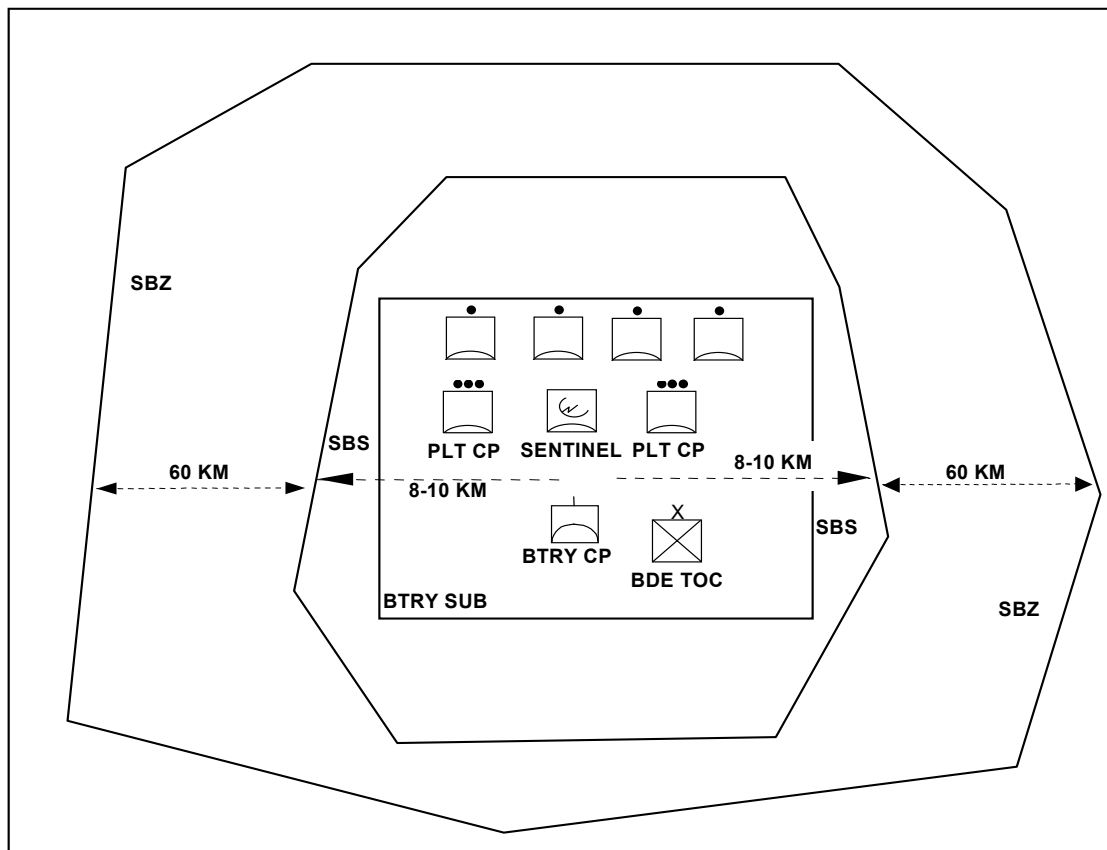 SBZ
SBS
PLT CP
SENTINEL
PLT CP
60 KM
8-10 KM
8-10 KM
60 KM
X
SBS
BTRY CP
BDE TOC
BTRY SUB
SBZ